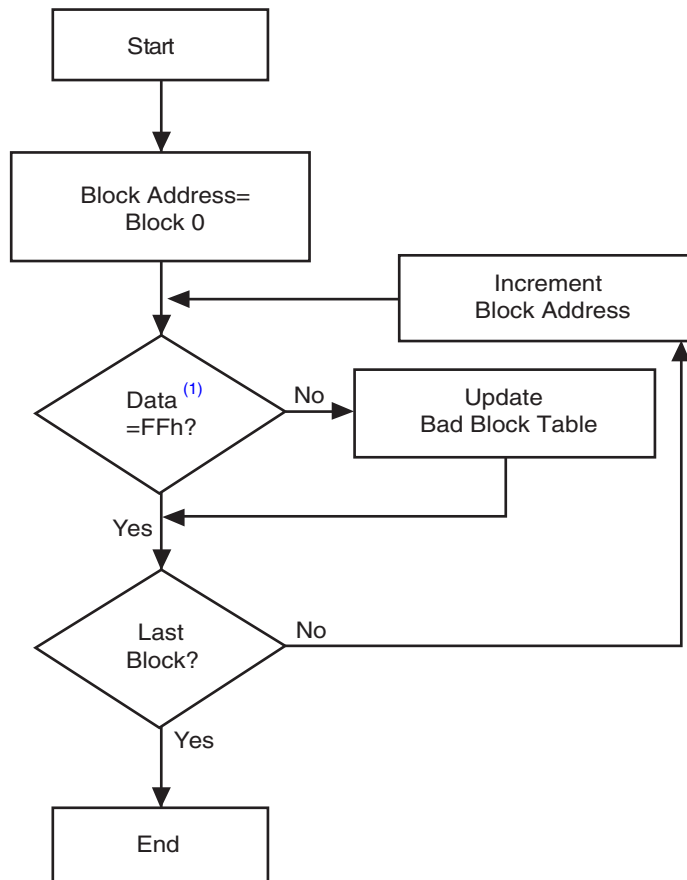 Start
Block Address=
Block 0
Increment
Block Address
Data (1)
=FFh?
No
Update
Bad Block Table
Yes
Last
Block?
No
Yes
End